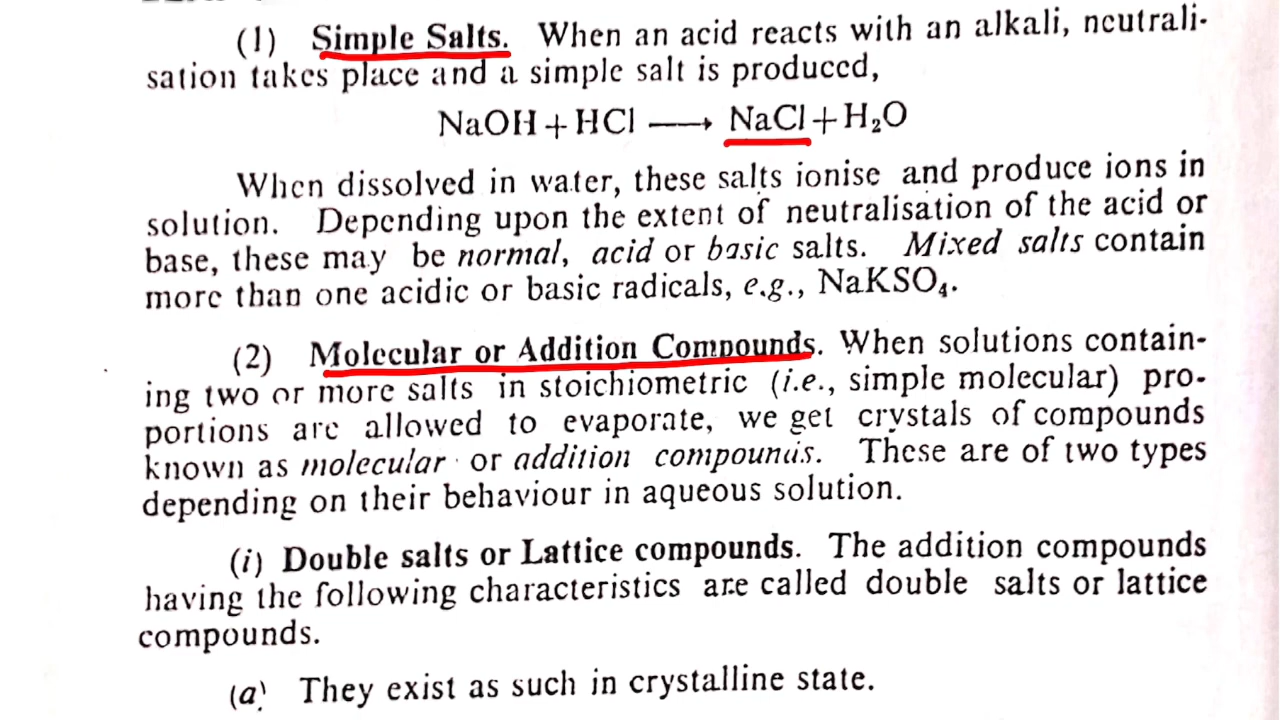 (1) Simple Salts. When an acid reacts with an alkali, neutrali-
sation takes place and a simple salt is produced,
NaOH + HCl ⟶ NaCl + H₂O
When dissolved in water, these salts ionise and produce ions in
solution. Depending upon the extent of neutralisation of the acid or
base, these may be normal, acid or basic salts. Mixed salts contain
more than one acidic or basic radicals, e.g., NaKSO₄.
(2) Molecular or Addition Compounds. When solutions contain-
ing two or more salts in stoichiometric (i.e., simple molecular) pro-
portions are allowed to evaporate, we get crystals of compounds
known as molecular or addition compounds. These are of two types
depending on their behaviour in aqueous solution.
(i) Double salts or Lattice compounds. The addition compounds
having the following characteristics are called double salts or lattice
compounds.
(a) They exist as such in crystalline state.